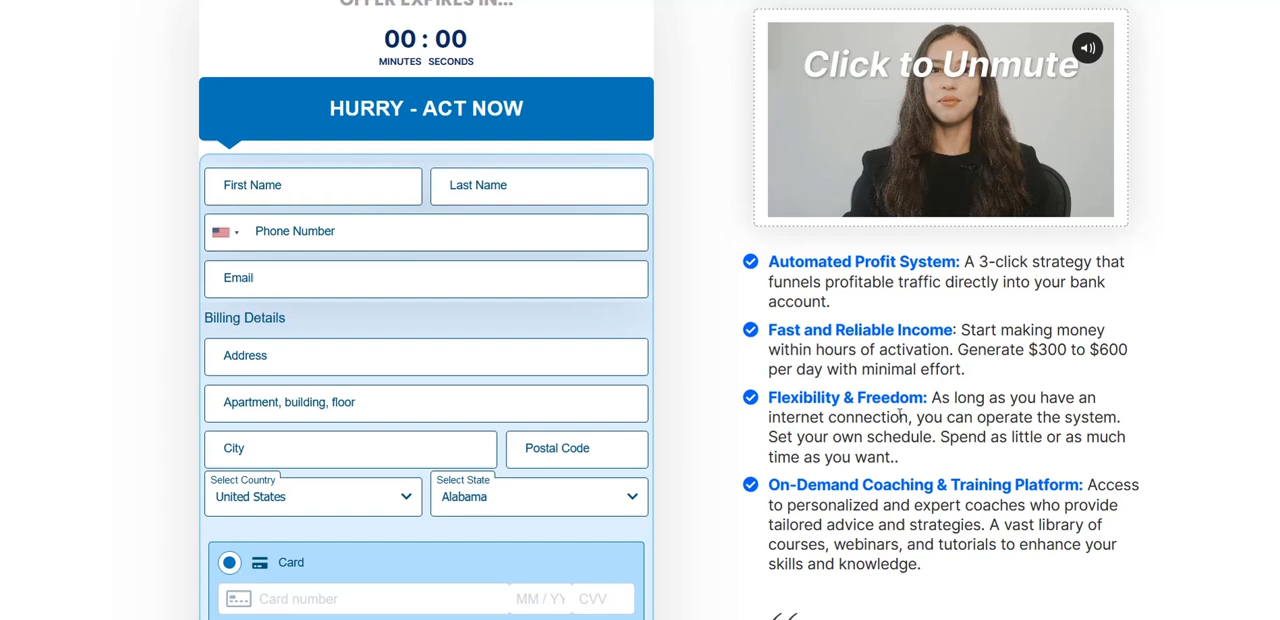 OFFER EXPIRES IN...
00 : 00
MINUTES SECONDS
HURRY - ACT NOW
First Name
Last Name
Phone Number
Email
Billing Details
Address
Apartment, building, floor
City
Postal Code
Select Country
United States
Select State
Alabama
Card
Card number
MM / YY
CVV
Click to Unmute
Automated Profit System: A 3-click strategy that
funnels profitable traffic directly into your bank
account.
Fast and Reliable Income: Start making money
within hours of activation. Generate $300 to $600
per day with minimal effort.
Flexibility & Freedom: As long as you have an
internet connection, you can operate the system.
Set your own schedule. Spend as little or as much
time as you want..
On-Demand Coaching & Training Platform: Access
to personalized and expert coaches who provide
tailored advice and strategies. A vast library of
courses, webinars, and tutorials to enhance your
skills and knowledge.